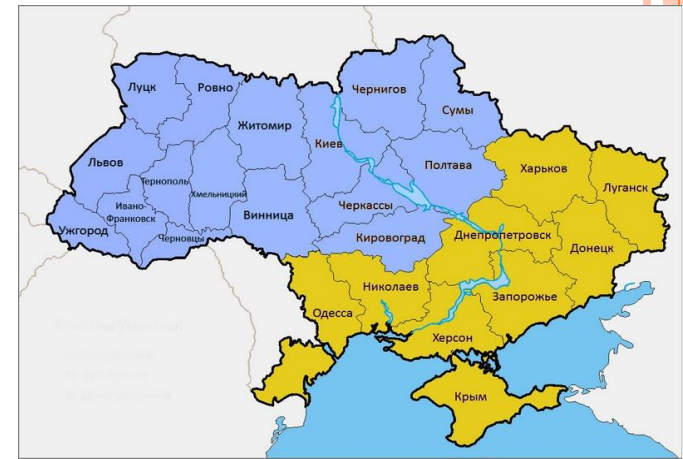 Луцк
Ровно
Чернигов
Житомир
Сумы
Киев
Львов
Полтава
Харьков
Тернополь
Луганск
Хмельницкий
Ивано-
Франковск
Черкассы
Винница
Ужгород
Черновцы
Кировоград
Днепропетровск
Донецк
Николаев
Запорожье
Одесса
Херсон
Крым